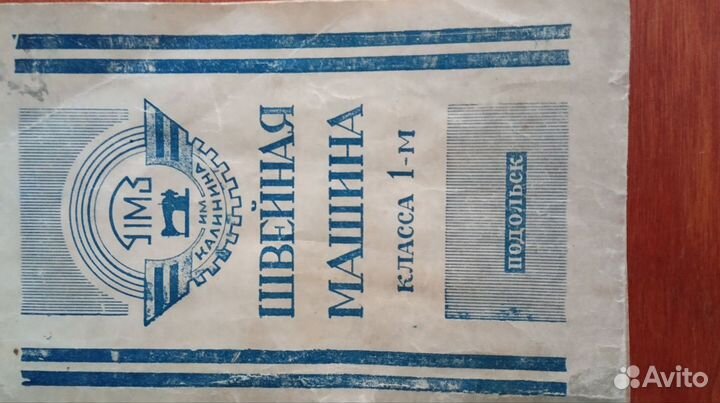 ПМЗ
ИМ.
КАЛИНИНА
ШВЕЙНАЯ
МАШИНА
КЛАССА 1-М
ПОДОЛЬСК
Avito